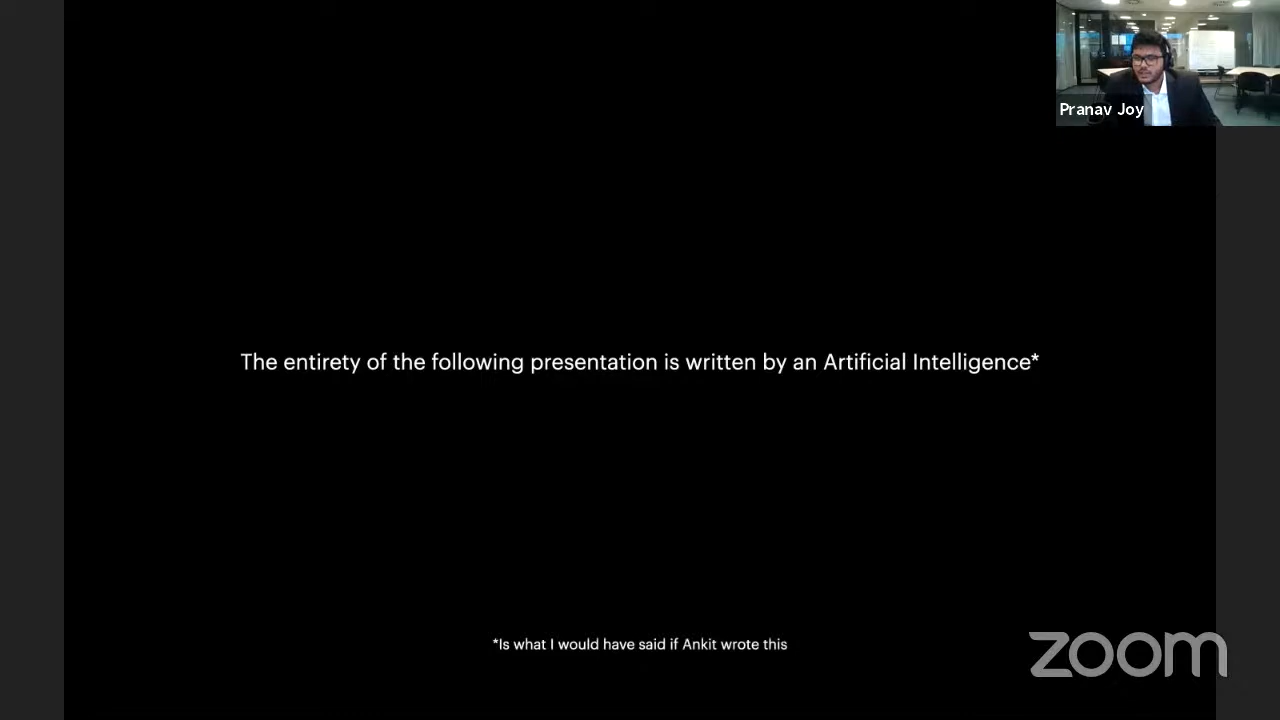 Pranav Joy
The entirety of the following presentation is written by an Artificial Intelligence*
*Is what I would have said if Ankit wrote this
zoom